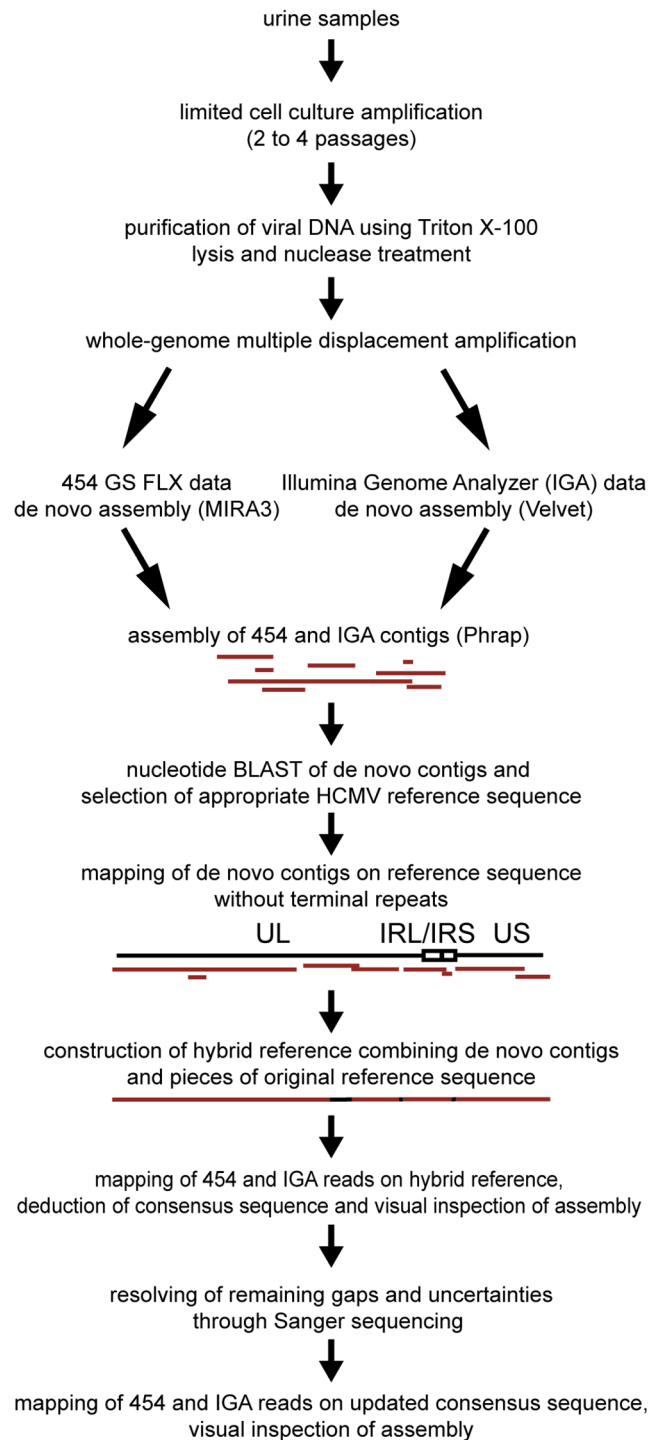 urine samples
limited cell culture amplification
(2 to 4 passages)
purification of viral DNA using Triton X-100
lysis and nuclease treatment
whole-genome multiple displacement amplification
454 GS FLX data
de novo assembly (MIRA3)
Illumina Genome Analyzer (IGA) data
de novo assembly (Velvet)
assembly of 454 and IGA contigs (Phrap)
nucleotide BLAST of de novo contigs and
selection of appropriate HCMV reference sequence
mapping of de novo contigs on reference sequence
without terminal repeats
UL IRL/IRS US
construction of hybrid reference combining de novo contigs
and pieces of original reference sequence
mapping of 454 and IGA reads on hybrid reference,
deduction of consensus sequence and visual inspection of assembly
resolving of remaining gaps and uncertainties
through Sanger sequencing
mapping of 454 and IGA reads on updated consensus sequence,
visual inspection of assembly